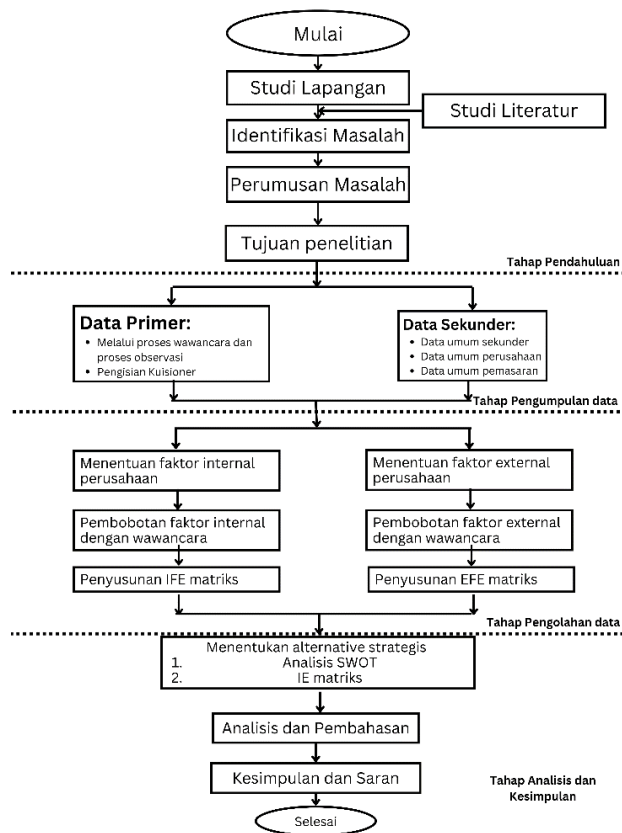 Mulai
Studi Lapangan
Studi Literatur
Identifikasi Masalah
Perumusan Masalah
Tujuan penelitian
Tahap Pendahuluan
Data Primer:
• Melalui proses wawancara dan
proses observasi
• Pengisian Kuisioner
Data Sekunder:
• Data umum sekunder
• Data umum perusahaan
• Data umum pemasaran
Tahap Pengumpulan data
Menentuan faktor internal
perusahaan
Menentuan faktor external
perusahaan
Pembobotan faktor internal
dengan wawancara
Pembobotan faktor external
dengan wawancara
Penyusunan IFE matriks
Penyusunan EFE matriks
Tahap Pengolahan data
Menentukan alternative strategis
1. Analisis SWOT
2. IE matriks
Analisis dan Pembahasan
Kesimpulan dan Saran
Tahap Analisis dan
Kesimpulan
Selesai